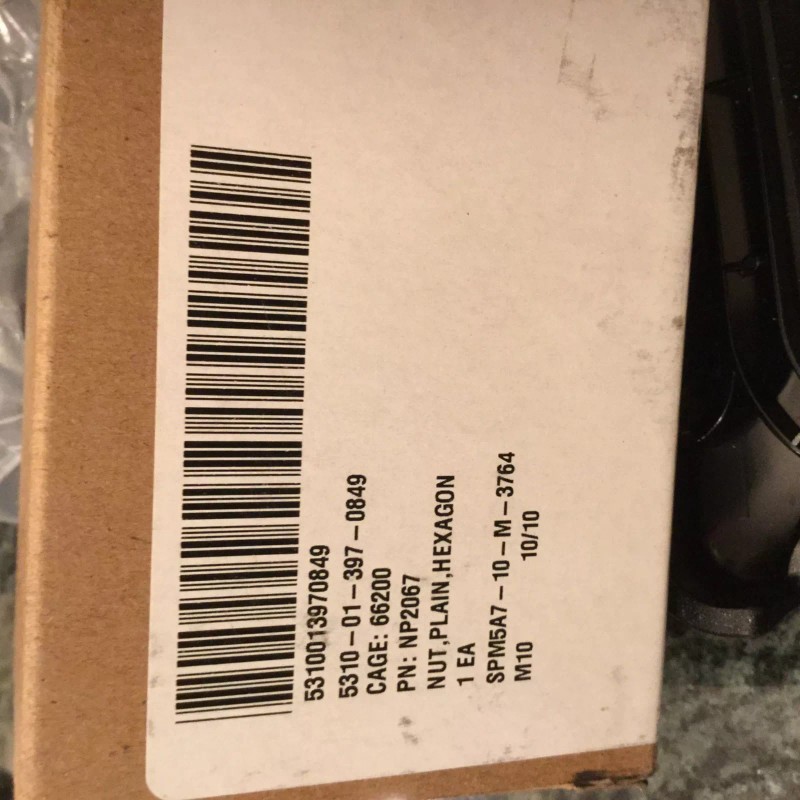 5310013970849
5310-01-397-0849
CAGE: 66200
PN: NP2067
NUT,PLAIN,HEXAGON
1 EA
SPM5A7-10-M-3764
M10 10/10